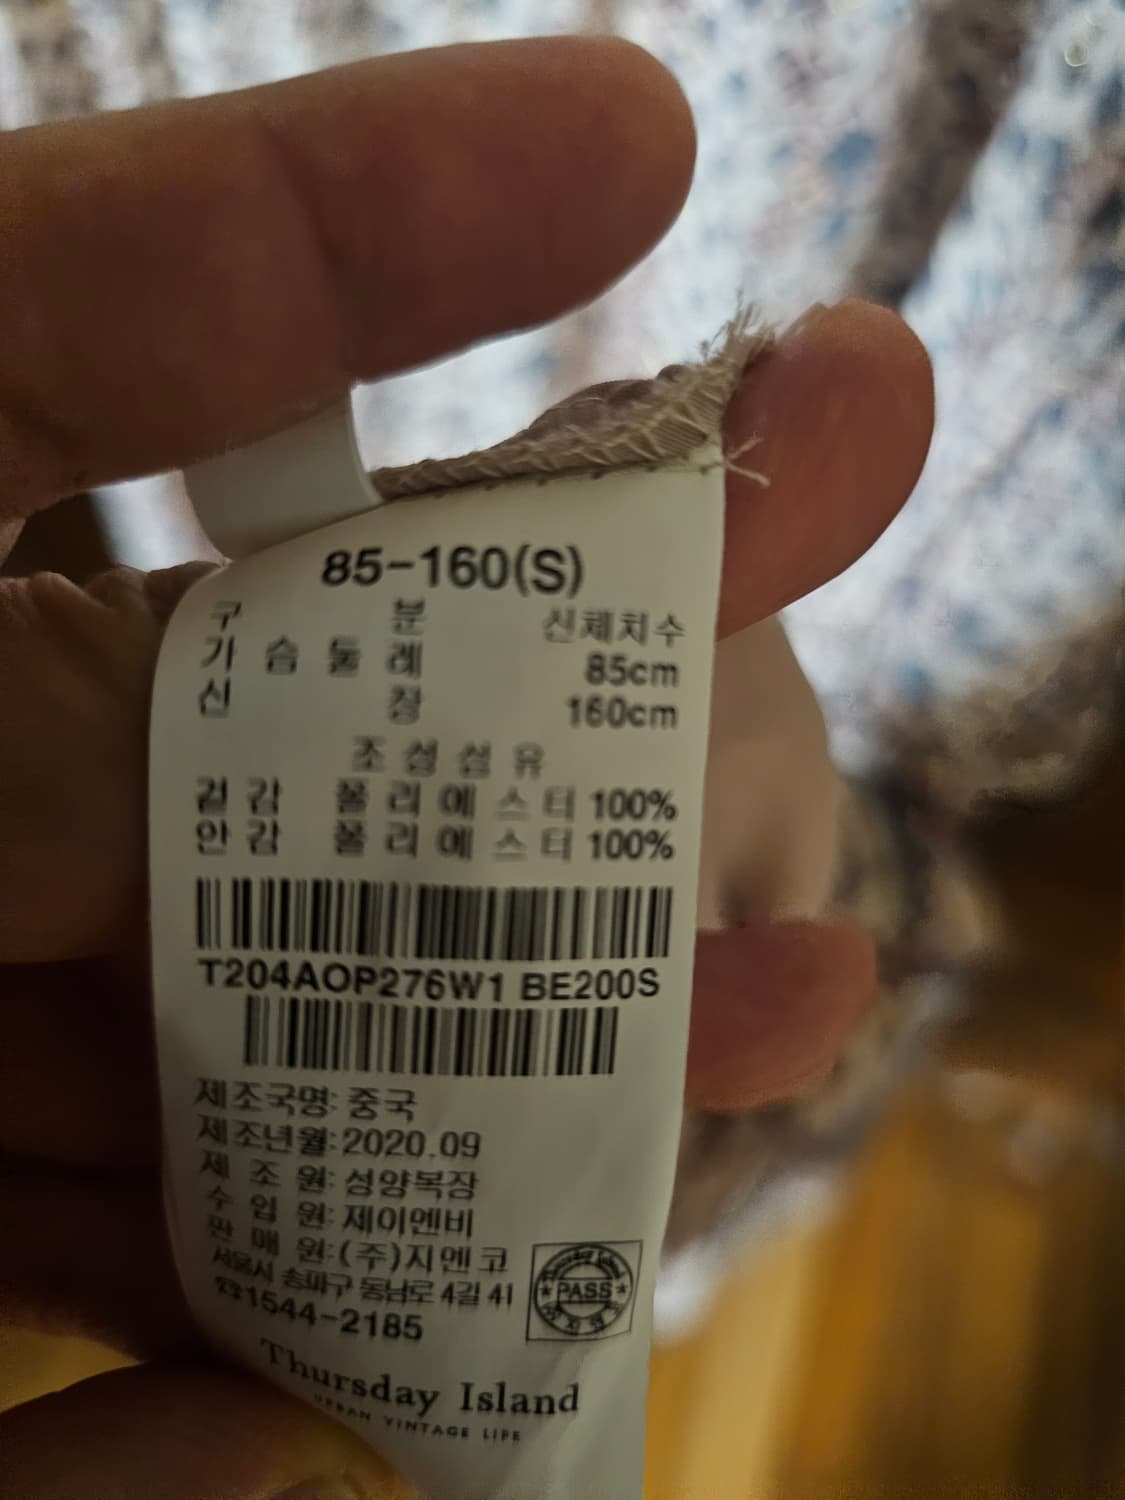 85-160(S)
구 분 신체치수
가 슴 둘 레 85cm
신 장 160cm
조 성 섬 유
겉 감 폴 리 에 스 터 100%
안 감 폴 리 에 스 터 100%
T204AOP276W1 BE200S
제조국명: 중국
제조년월: 2020.09
제 조 원: 성양복장
수 입 원: 제이엔비
판 매 원: (주)지엔코
서울시 송파구 동남로 4길 41
☎1544-2185
PASS
Thursday Island
URBAN VINTAGE LIFE